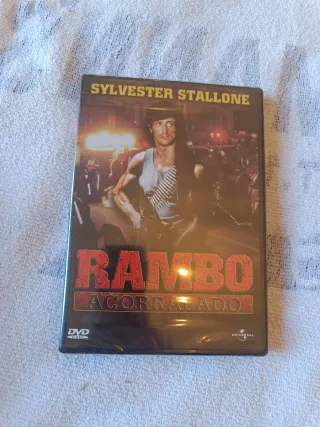 SYLVESTER STALLONE
RAMBO
ACORRALADO
DVD
UNIVERSAL